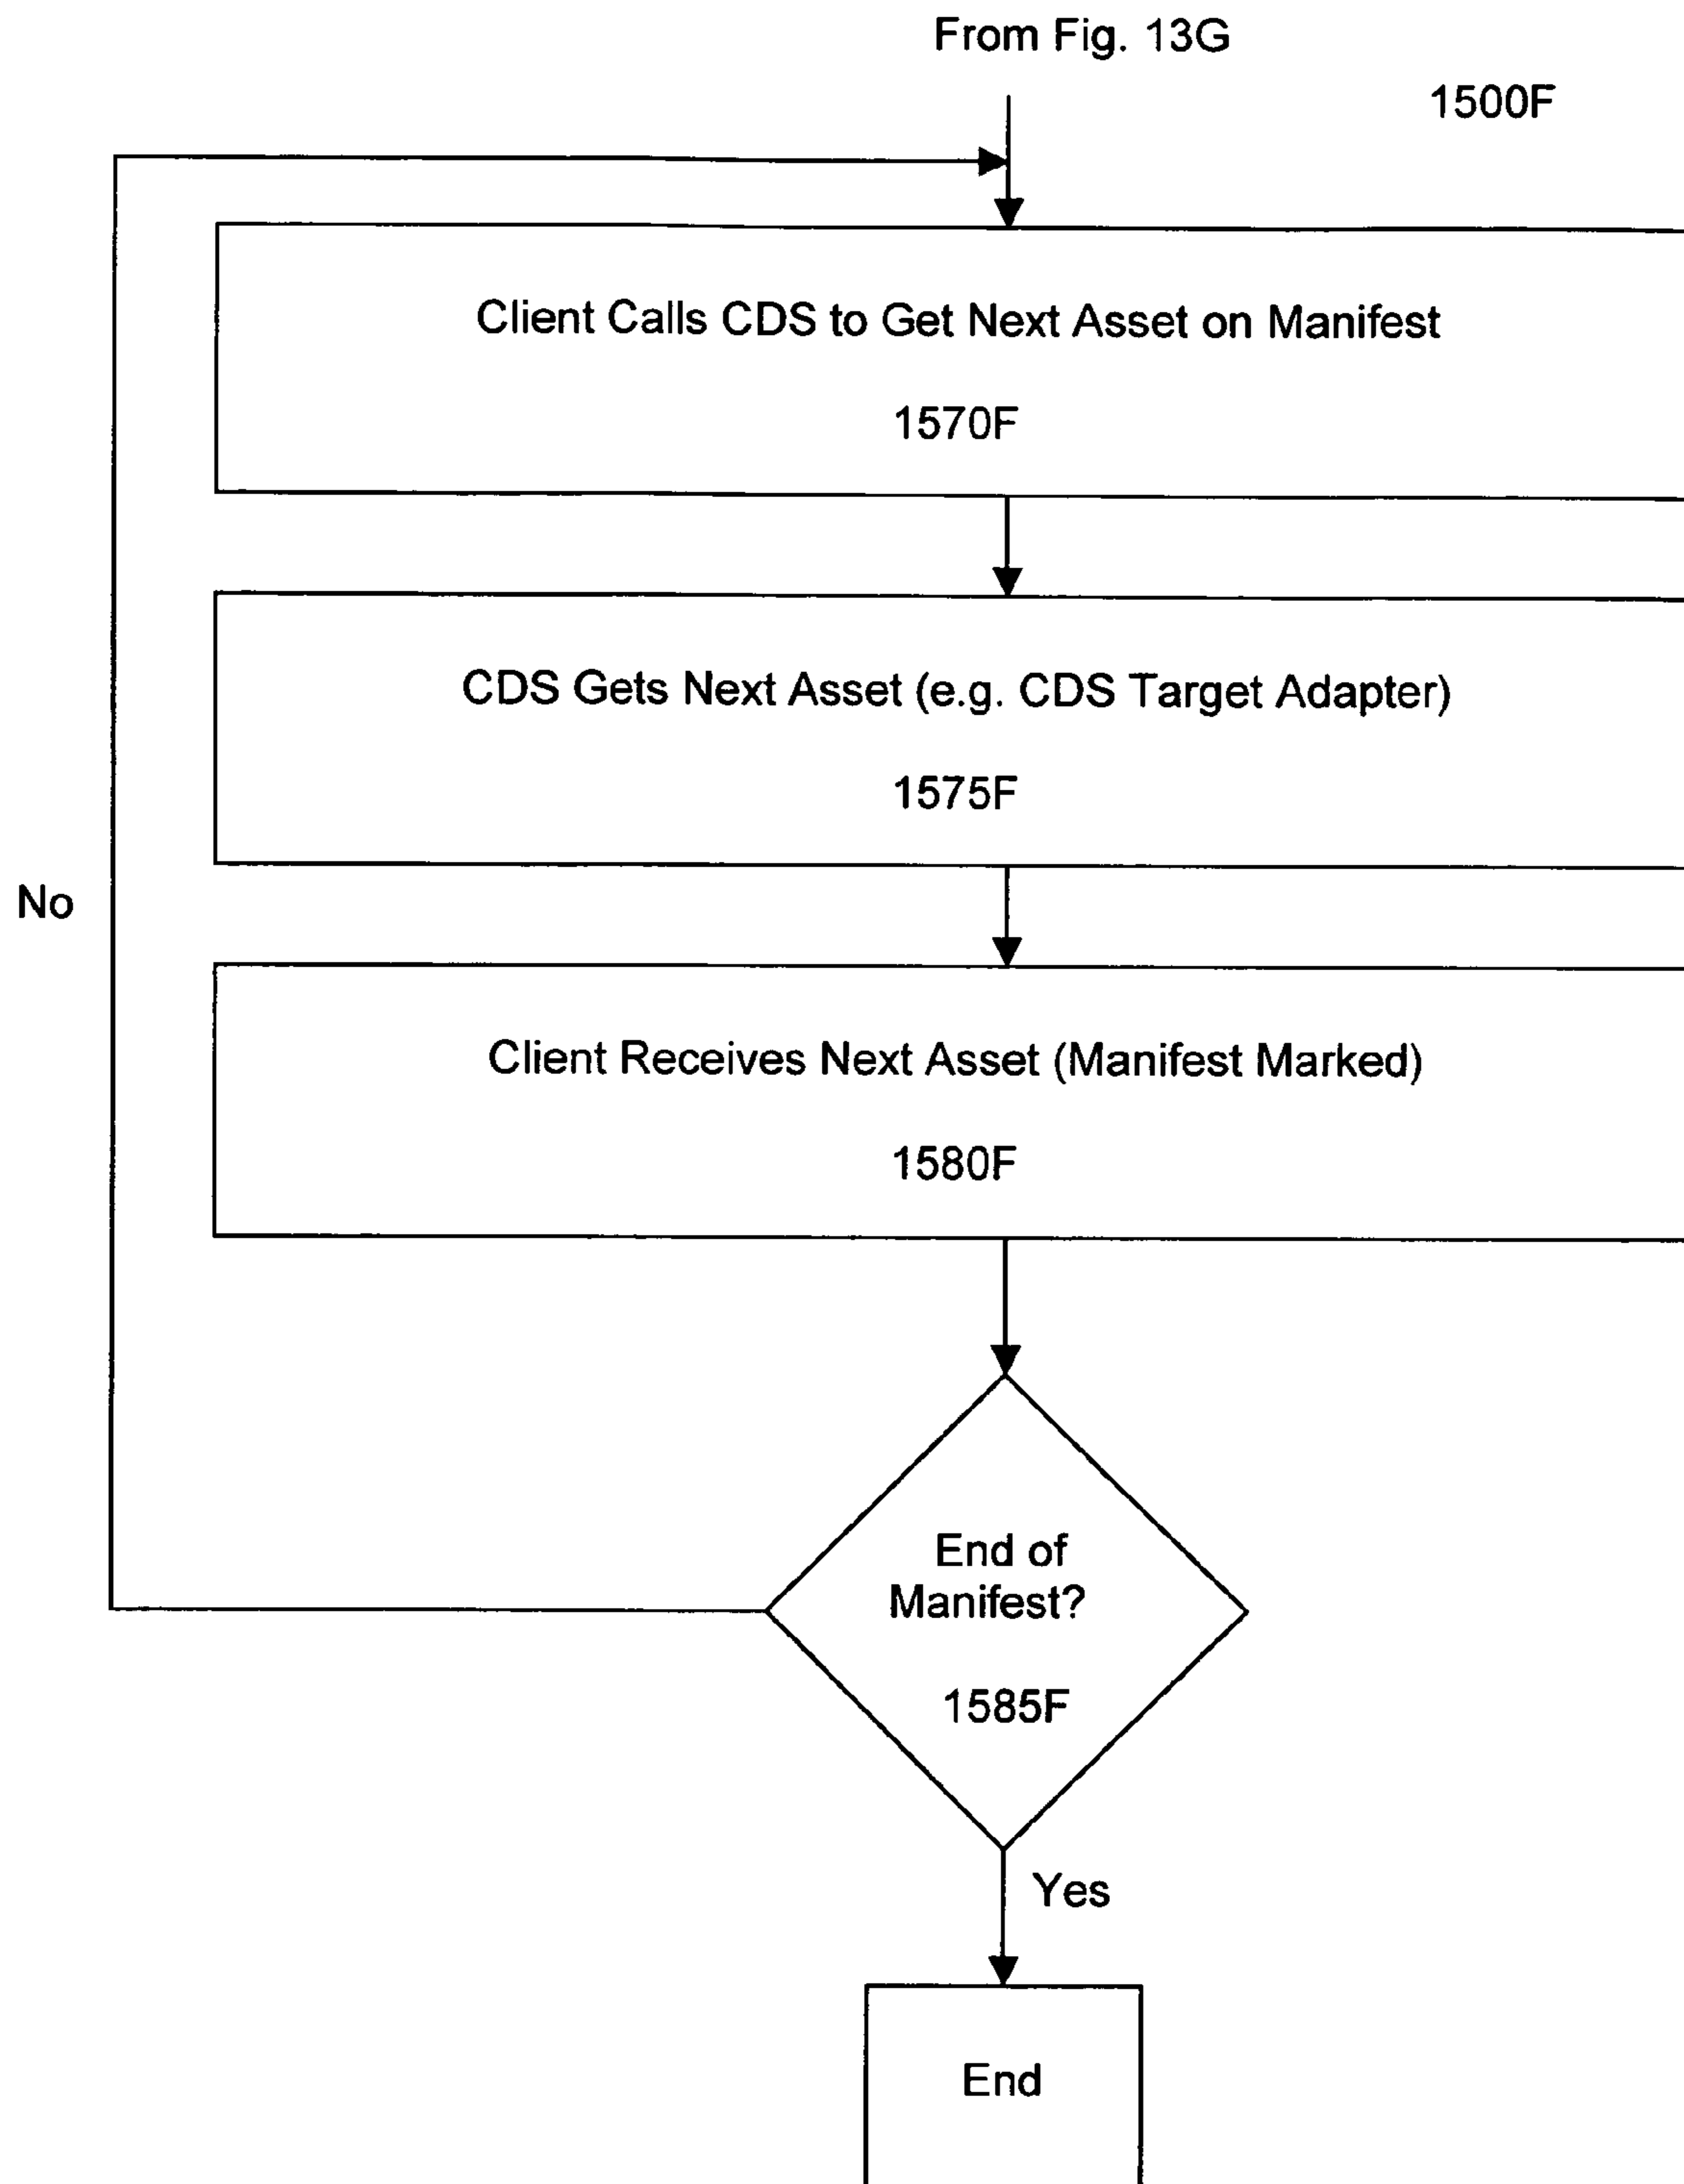 From Fig. 13G
1500F
Client Calls CDS to Get Next Asset on Manifest
1570F
CDS Gets Next Asset (e.g. CDS Target Adapter)
1575F
No
Client Receives Next Asset (Manifest Marked)
1580F
End of
Manifest?
1585F
Yes
End